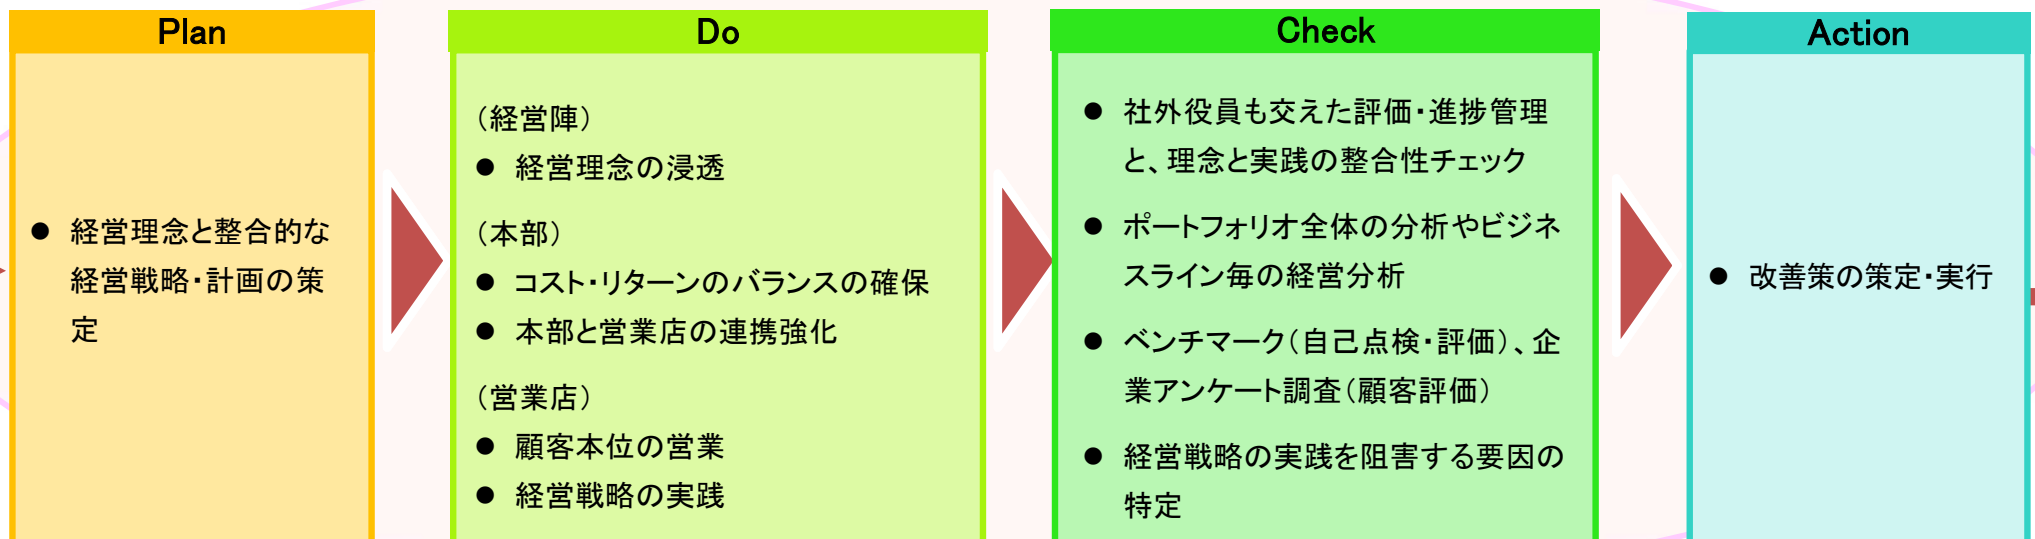 Plan
● 経営理念と整合的な
経営戦略・計画の策
定
Do
（経営陣）
● 経営理念の浸透
（本部）
● コスト・リターンのバランスの確保
● 本部と営業店の連携強化
（営業店）
● 顧客本位の営業
● 経営戦略の実践
Check
● 社外役員も交えた評価・進捗管理
と、理念と実践の整合性チェック
● ポートフォリオ全体の分析やビジネ
スライン毎の経営分析
● ベンチマーク（自己点検・評価）、企
業アンケート調査（顧客評価）
● 経営戦略の実践を阻害する要因の
特定
Action
● 改善策の策定・実行